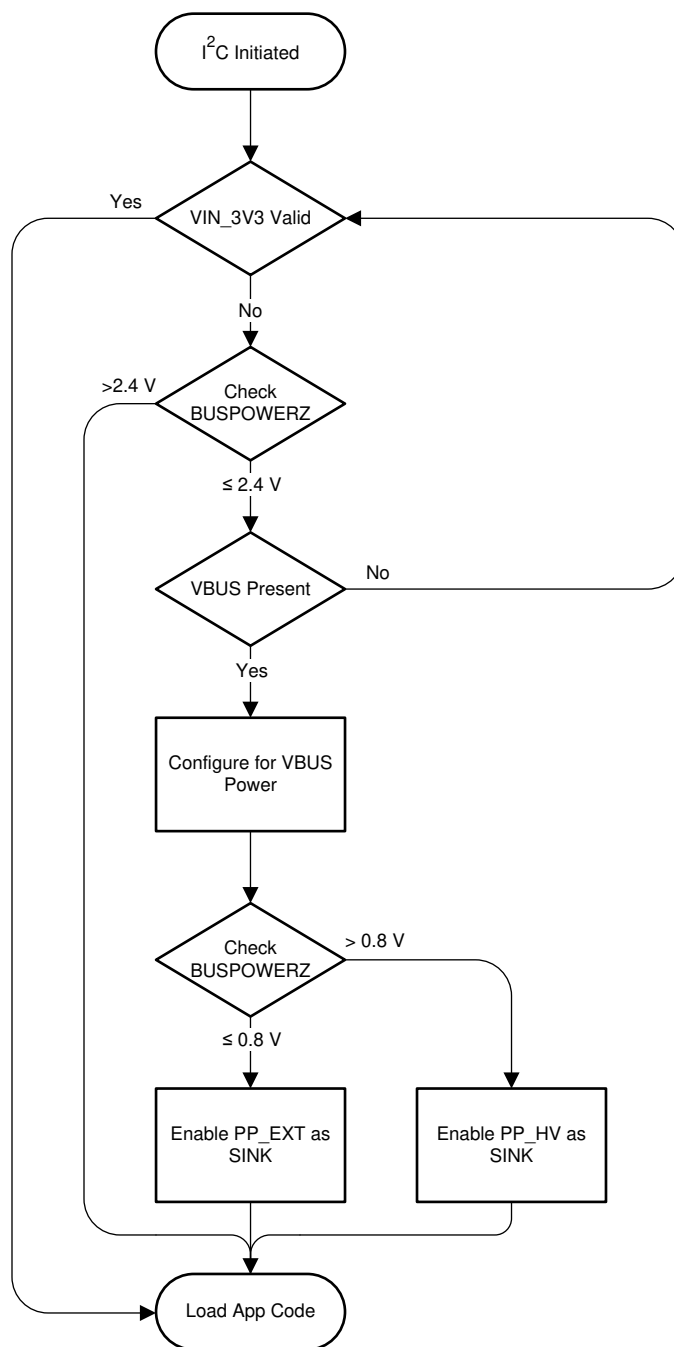 I²C Initiated
Yes
VIN_3V3 Valid
No
>2.4 V
Check
BUSPOWERZ
≤ 2.4 V
VBUS Present
No
Yes
Configure for VBUS
Power
Check
BUSPOWERZ
> 0.8 V
≤ 0.8 V
Enable PP_EXT as
SINK
Enable PP_HV as
SINK
Load App Code